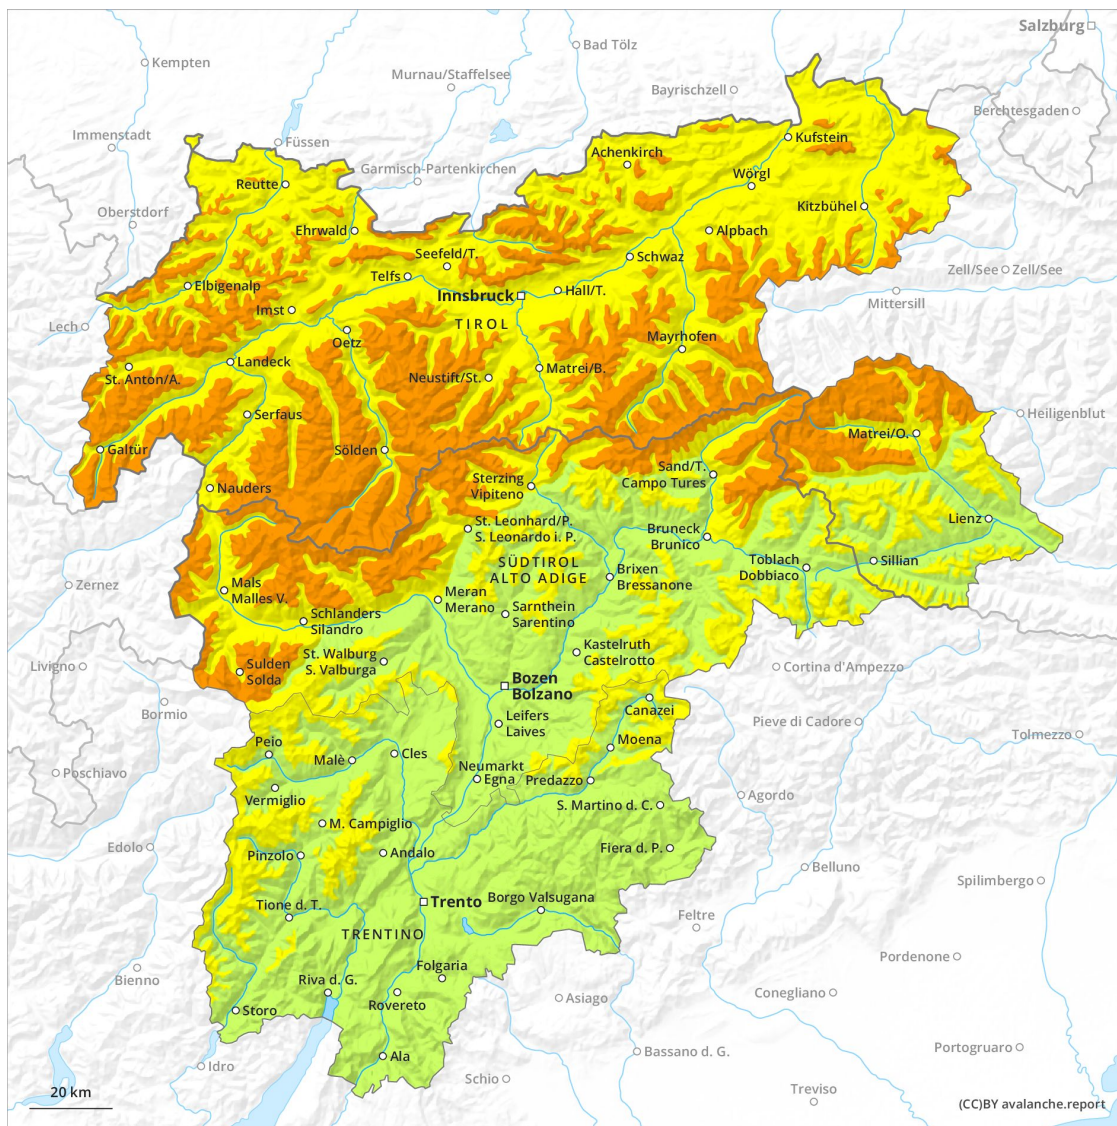 Salzburg
Bad Tölz
Kempten
Murnau/Staffelsee
Bayrischzell
Berchtesgaden
Immenstadt
Füssen
Kufstein
Achenkirch
Garmisch-Partenkirchen
Wörgl
Reutte
Kitzbühel
Oberstdorf
Ehrwald
Alpbach
Seefeld/T.
Schwaz
Telfs
Zell/See
Zell/See
Elbigenalp
Hall/T.
Innsbruck
Mittersill
Imst
TIROL
Lech
Oetz
Mayrhofen
Landeck
Matrei/B.
St. Anton/A.
Neustift/St.
Serfaus
Heiligenblut
Matrei/O.
Galtür
Sölden
Sand/T.
Campo Tures
Sterzing
Vipiteno
Nauders
Lienz
St. Leonhard/P.
S. Leonardo i. P.
Bruneck
Brunico
SÜDTIROL
ALTO ADIGE
Toblach
Dobbiaco
Sillian
Brixen
Bressanone
Zernez
Mals
Malles V.
Meran
Merano
Sarnthein
Sarentino
Schlanders
Silandro
Kastelruth
Castelrotto
St. Walburg
S. Valburga
Livigno
Sulden
Solda
Cortina d'Ampezzo
Bozen
Bolzano
Bormio
Canazei
Leifers
Laives
Pieve di Cadore
Tolmezzo
Peio
Moena
Cles
Malè
Neumarkt
Egna
Predazzo
Poschiavo
Vermiglio
Agordo
S. Martino d. C.
M. Campiglio
Edolo
Pinzolo
Andalo
Fiera d. P.
Belluno
Spilimbergo
Tione d. T.
Trento
Borgo Valsugana
Feltre
TRENTINO
Pordenone
Folgaria
Bienno
Riva d. G.
Rovereto
Asiago
Conegliano
Storo
Portogruaro
Ala
Bassano d. G.
Idro
Schio
Treviso
20 km
(CC)BY avalanche.report